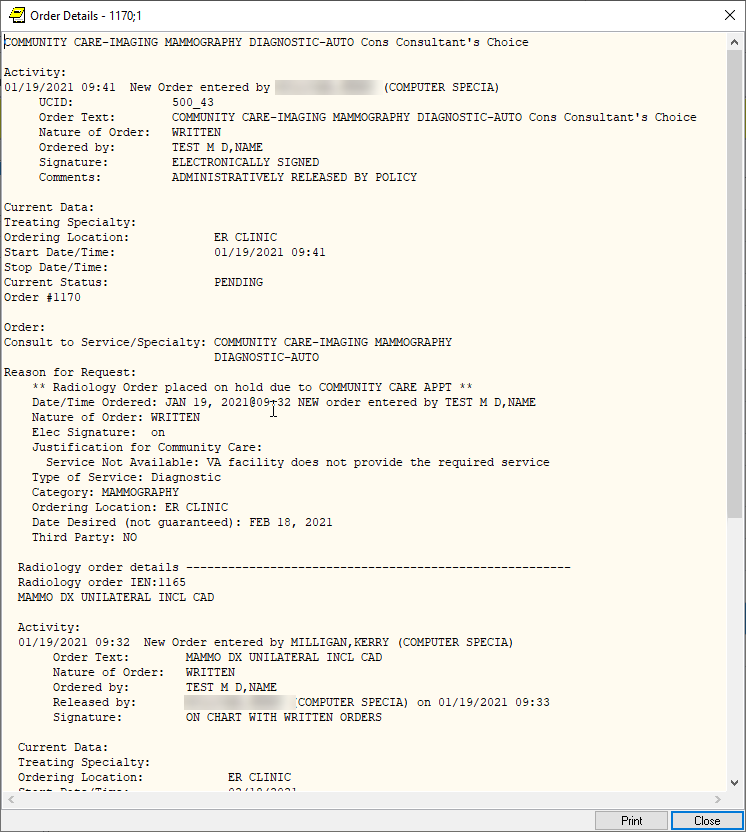 Order Details - 1170;1
COMMUNITY CARE-IMAGING MAMMOGRAPHY DIAGNOSTIC-AUTO Cons Consultant's Choice
Activity:
01/19/2021 09:41 New Order entered by (COMPUTER SPECIA)
UCID: 500_43
Order Text: COMMUNITY CARE-IMAGING MAMMOGRAPHY DIAGNOSTIC-AUTO Cons Consultant's Choice
Nature of Order: WRITTEN
Ordered by: TEST M D,NAME
Signature: ELECTRONICALLY SIGNED
Comments: ADMINISTRATIVELY RELEASED BY POLICY
Current Data:
Treating Specialty:
Ordering Location: ER CLINIC
Start Date/Time: 01/19/2021 09:41
Stop Date/Time:
Current Status: PENDING
Order #1170
Order:
Consult to Service/Specialty: COMMUNITY CARE-IMAGING MAMMOGRAPHY
DIAGNOSTIC-AUTO
Reason for Request:
** Radiology Order placed on hold due to COMMUNITY CARE APPT **
Date/Time Ordered: JAN 19, 2021@09:32 NEW order entered by TEST M D,NAME
Nature of Order: WRITTEN
Elec Signature: on
Justification for Community Care:
Service Not Available: VA facility does not provide the required service
Type of Service: Diagnostic
Category: MAMMOGRAPHY
Ordering Location: ER CLINIC
Date Desired (not guaranteed): FEB 18, 2021
Third Party: NO
Radiology order details -------------------------------------------------------
Radiology order IEN:1165
MAMMO DX UNILATERAL INCL CAD
Activity:
01/19/2021 09:32 New Order entered by MILLIGAN,KERRY (COMPUTER SPECIA)
Order Text: MAMMO DX UNILATERAL INCL CAD
Nature of Order: WRITTEN
Ordered by: TEST M D,NAME
Released by: (COMPUTER SPECIA) on 01/19/2021 09:33
Signature: ON CHART WITH WRITTEN ORDERS
Current Data:
Treating Specialty:
Ordering Location: ER CLINIC
Start Date/Time: 02/18/2021
Print Close